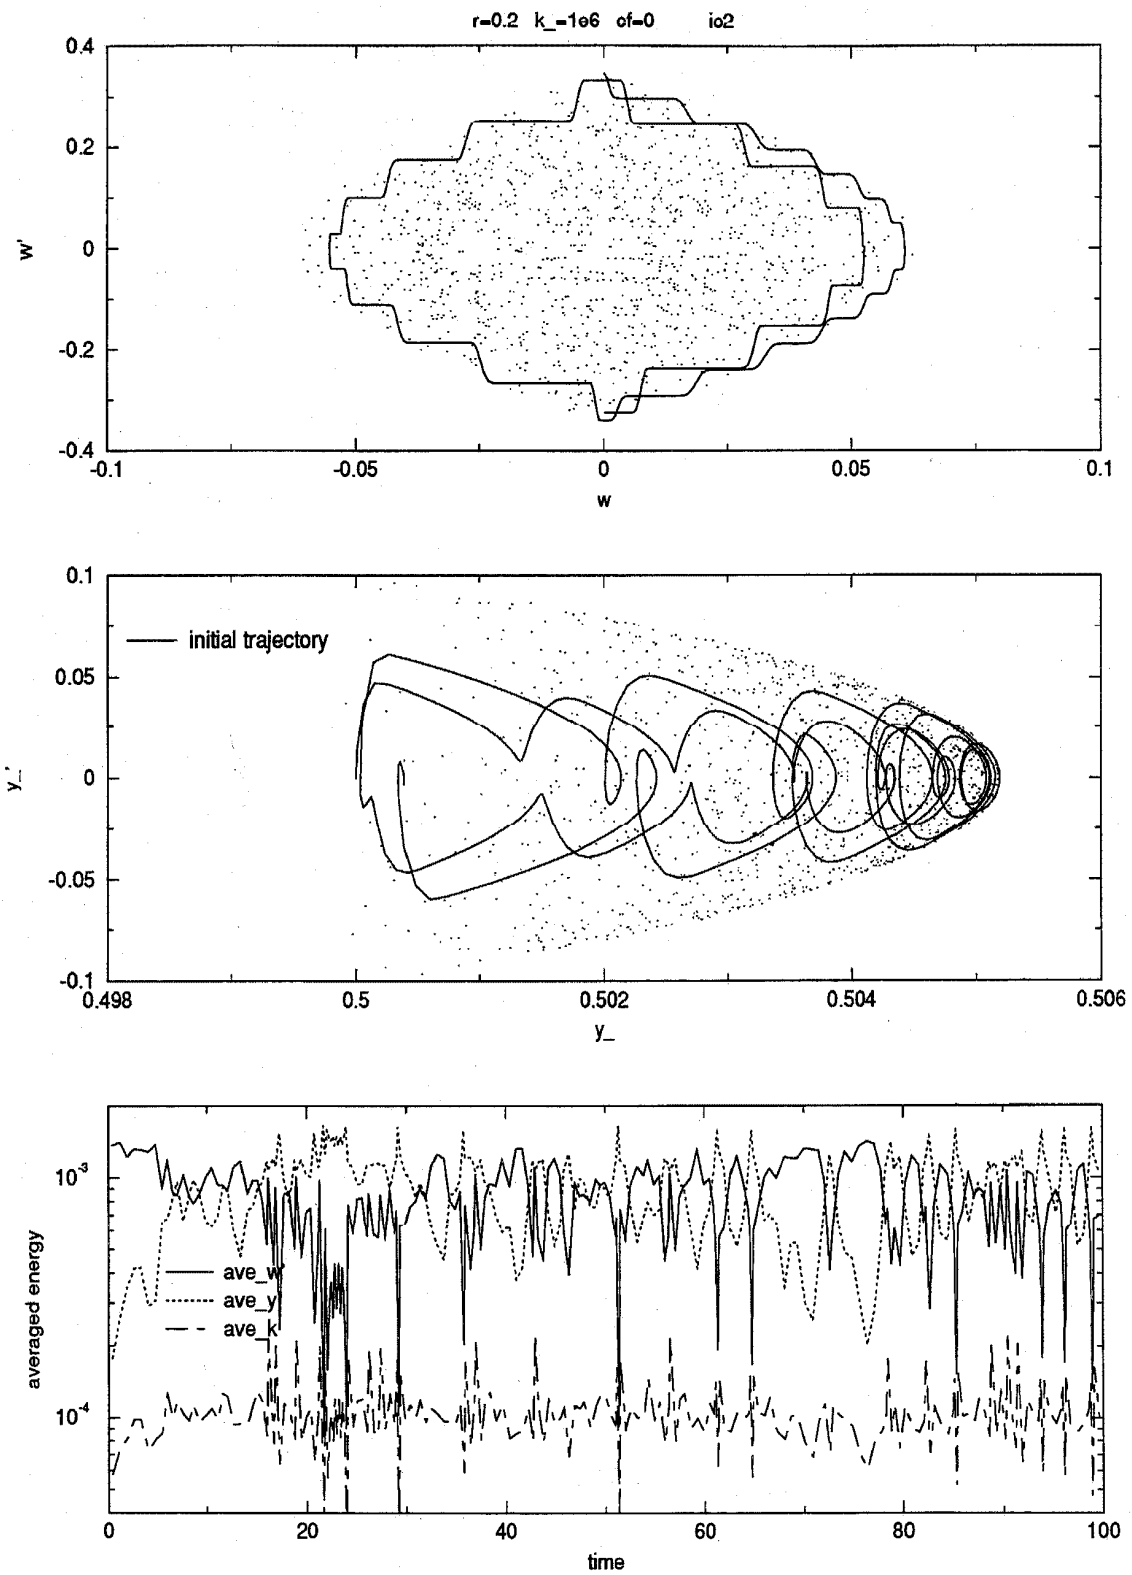 r=0.2 k_=1e6 cf=0 io2
0.4
0.2
w'
0
-0.2
-0.4
-0.1 -0.05 0 0.05 0.1
w
0.1
initial trajectory
0.05
y_'
0
-0.05
-0.1
0.498 0.5 0.502 0.504 0.506
y_
10-3
averaged energy
ave_w'
ave_y
ave_k
10-4
0 20 40 60 80 100
time